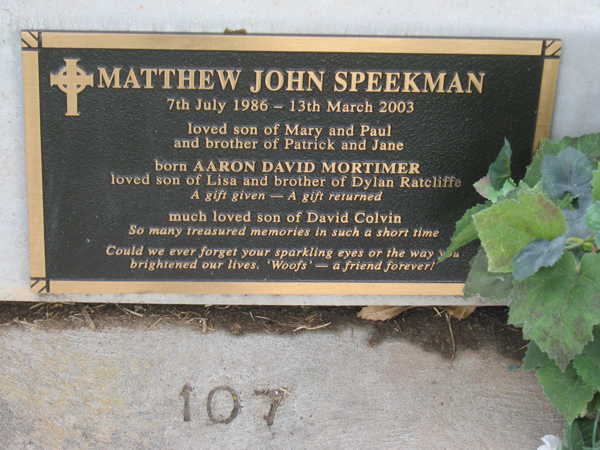 MATTHEW JOHN SPEEKMAN
7th July 1986 – 13th March 2003
loved son of Mary and Paul
and brother of Patrick and Jane
born AARON DAVID MORTIMER
loved son of Lisa and brother of Dylan Ratcliffe
A gift given — A gift returned
much loved son of David Colvin
So many treasured memories in such a short time
Could we ever forget your sparkling eyes or the way you
brightened our lives. 'Woofs' — a friend forever!
107